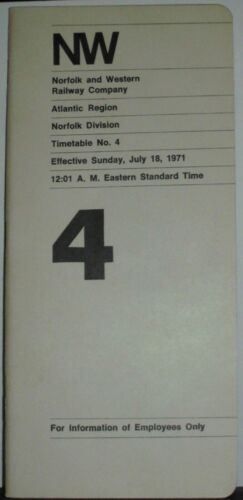 NW
Norfolk and Western
Railway Company
Atlantic Region
Norfolk Division
Timetable No. 4
Effective Sunday, July 18, 1971
12:01 A. M. Eastern Standard Time
4
For Information of Employees Only